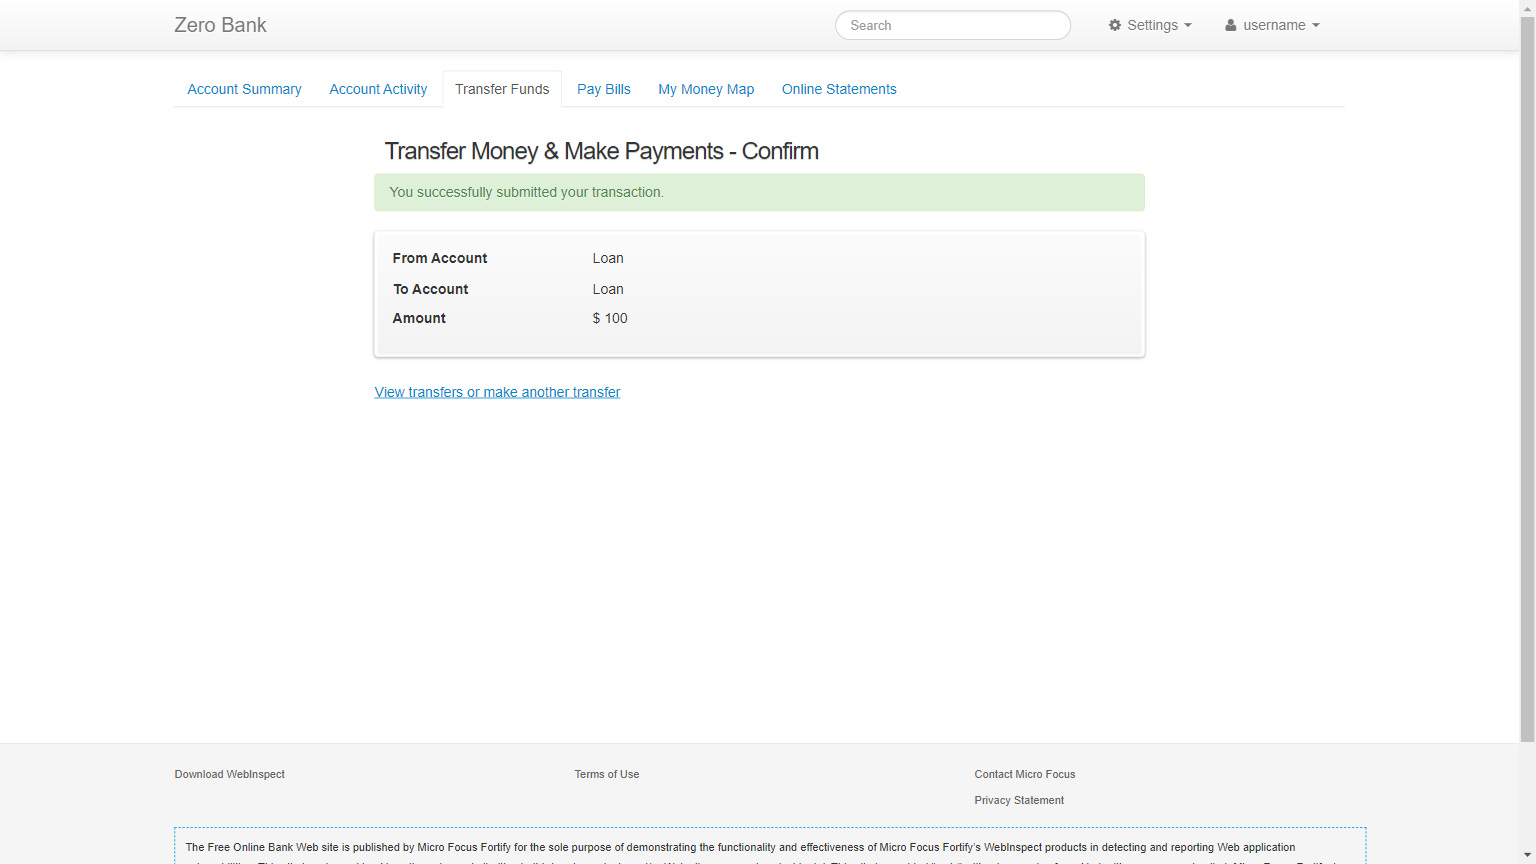 Zero Bank
Search
Settings
username
Account Summary
Account Activity
Transfer Funds
Pay Bills
My Money Map
Online Statements
Transfer Money & Make Payments - Confirm
You successfully submitted your transaction.
From Account Loan
To Account Loan
Amount $ 100
View transfers or make another transfer
Download WebInspect
Terms of Use
Contact Micro Focus
Privacy Statement
The Free Online Bank Web site is published by Micro Focus Fortify for the sole purpose of demonstrating the functionality and effectiveness of Micro Focus Fortify's WebInspect products in detecting and reporting Web application